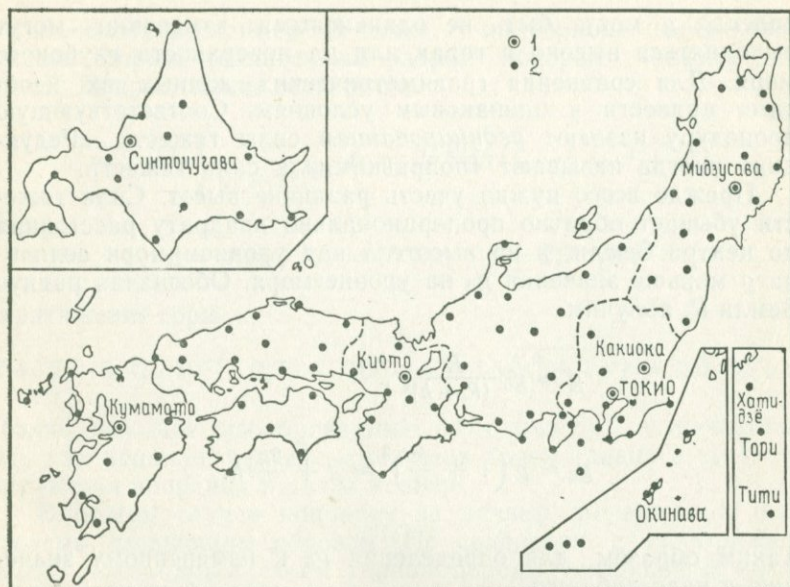 • 1
◎ 2
Синтоцугава
Мидзусава
Киото
Какиока
ТОКИО
Кумамото
Хати-
дзё
Тори
Тити
Окинава